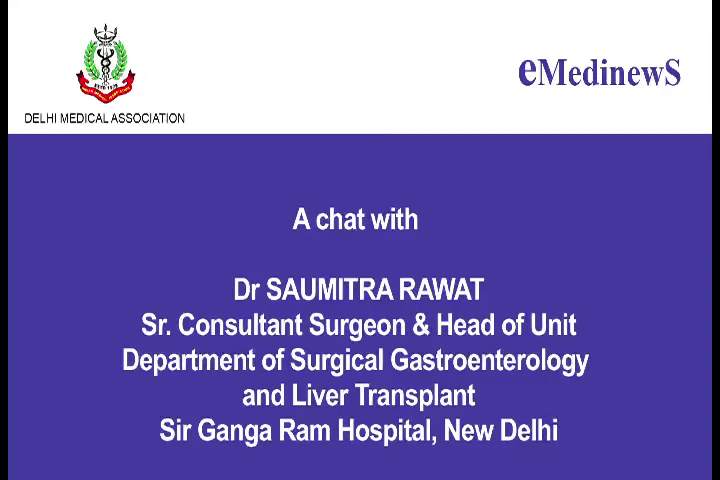 eMedinewS
DELHI MEDICAL ASSOCIATION
A chat with
Dr SAUMITRA RAWAT
Sr. Consultant Surgeon & Head of Unit
Department of Surgical Gastroenterology
and Liver Transplant
Sir Ganga Ram Hospital, New Delhi